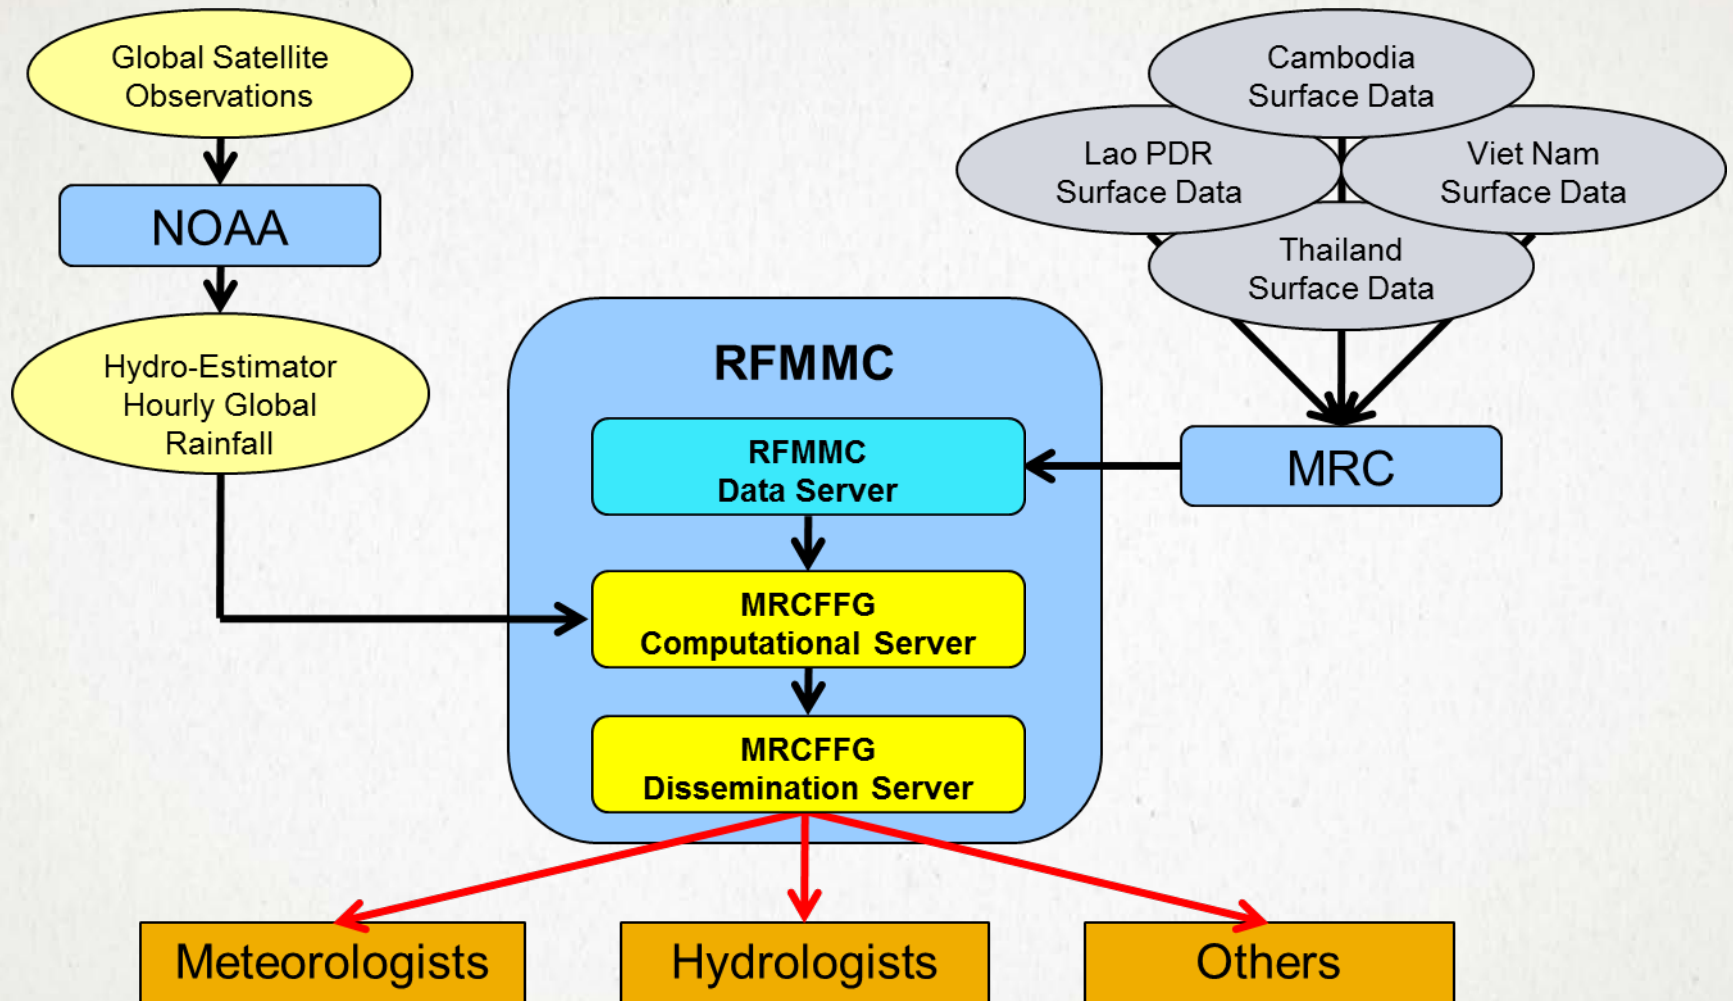 Global Satellite
Observations
NOAA
Hydro-Estimator
Hourly Global
Rainfall
Cambodia
Surface Data
Lao PDR
Surface Data
Viet Nam
Surface Data
Thailand
Surface Data
MRC
RFMMC
RFMMC
Data Server
MRCFFG
Computational Server
MRCFFG
Dissemination Server
Meteorologists
Hydrologists
Others